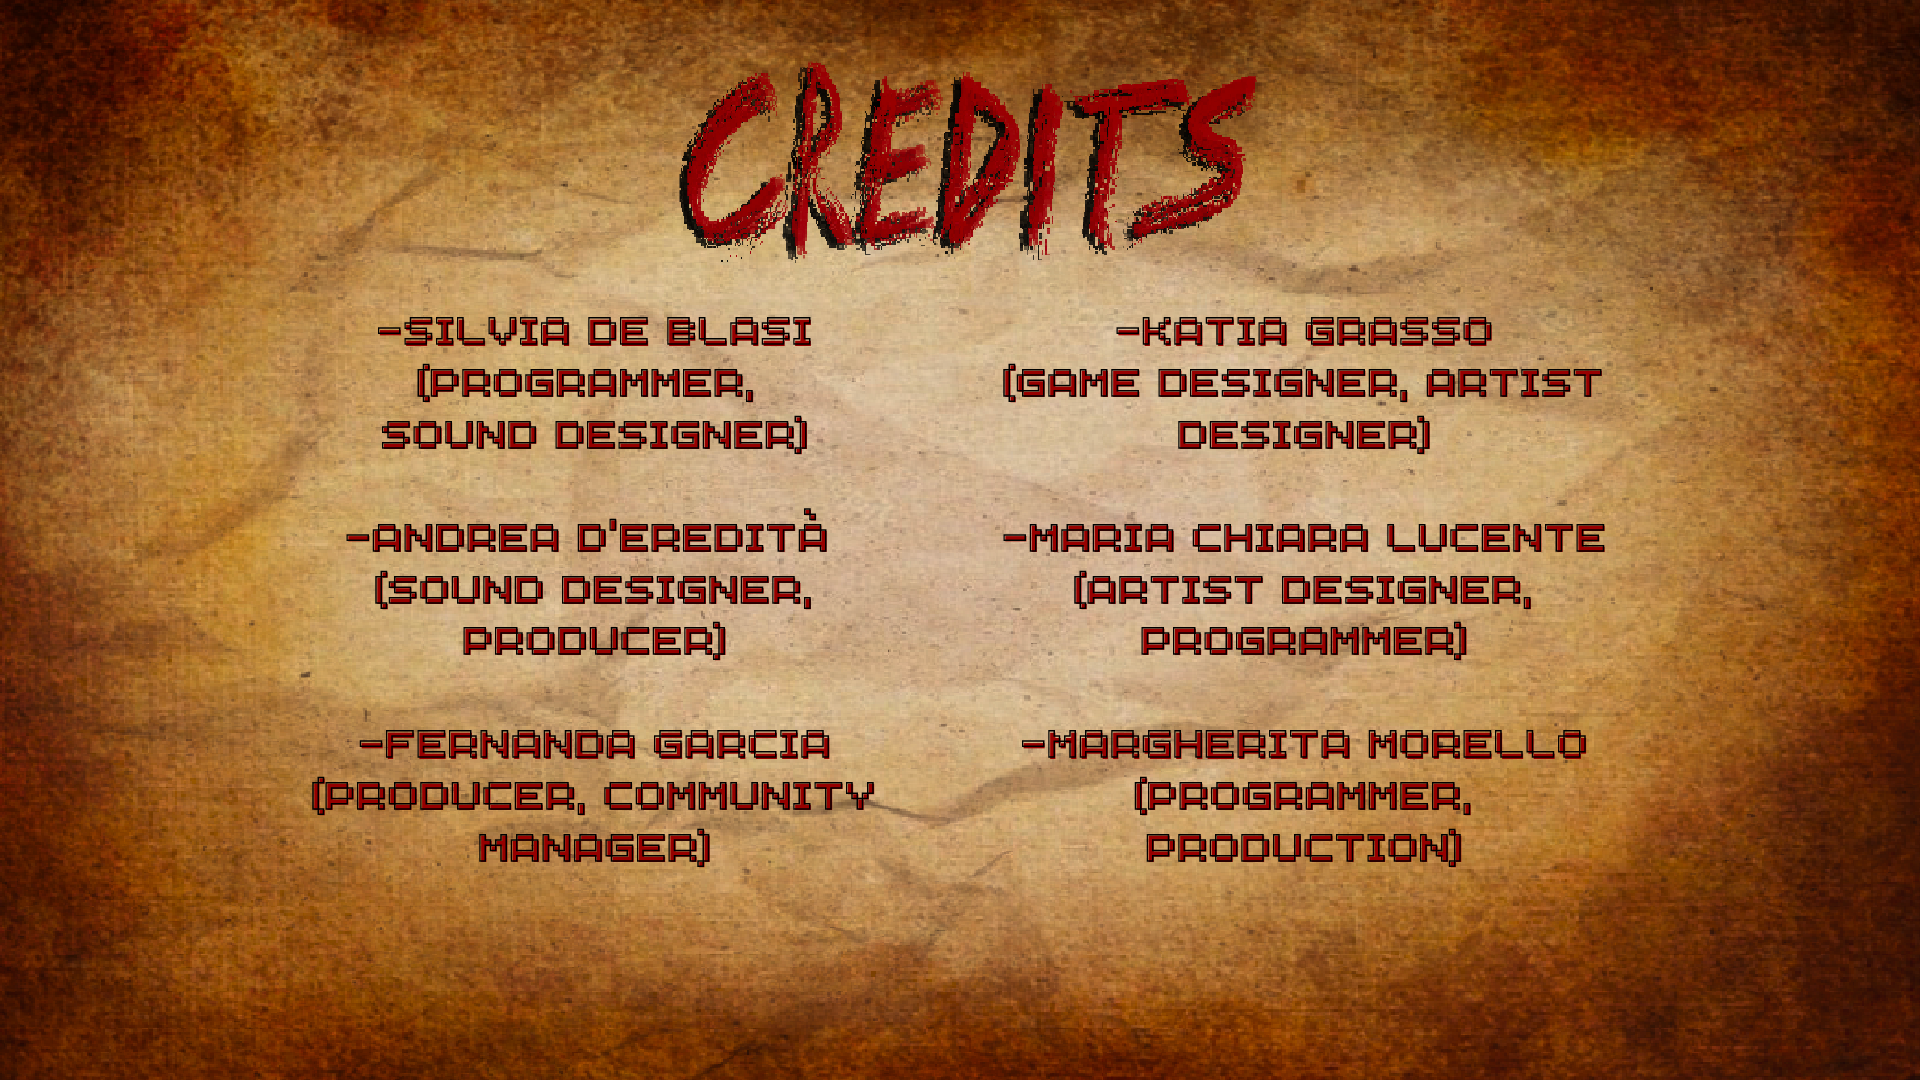 CREDITS
-SILVIA DE BLASI
(PROGRAMMER,
SOUND DESIGNER)
-ANDREA D'EREDITÀ
(SOUND DESIGNER,
PRODUCER)
-FERNANDA GARCIA
(PRODUCER, COMMUNITY
MANAGER)
-KATIA GRASSO
(GAME DESIGNER, ARTIST
DESIGNER)
-MARIA CHIARA LUCENTE
(ARTIST DESIGNER,
PROGRAMMER)
-MARGHERITA MORELLO
(PROGRAMMER,
PRODUCTION)